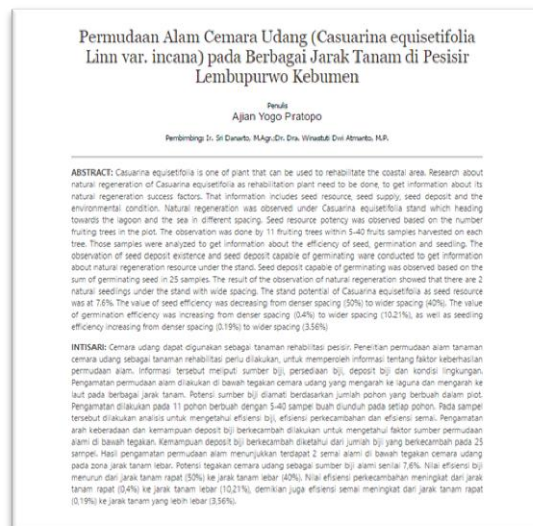 Permudaan Alam Cemara Udang (Casuarina equisetifolia
Linn var. incana) pada Berbagai Jarak Tanam di Pesisir
Lembupurwo Kebumen
Penulis
Ajian Yogo Pratopo
Pembimbing: Ir. Sri Danarto, M.Agr.;Dr. Dra. Winastuti Dwi Atmanto, M.P.
ABSTRACT: Casuarina equisetifolia is one of plant that can be used to rehabilitate the coastal area. Research about
natural regeneration of Casuarina equisetifolia as rehabilitation plant need to be done, to get information about its
natural regeneration success factors. That information includes seed resource, seed supply, seed deposit and the
environmental condition. Natural regeneration was observed under Casuarina equisetifolia stand which heading
towards the lagoon and the sea in different spacing. Seed resource potency was observed based on the number
fruiting trees in the plot. The observation was done by 11 fruiting trees within 5-40 fruits samples harvested on each
tree. Those samples were analyzed to get information about the efficiency of seed, germination and seedling. The
observation of seed deposit existence and seed deposit capable of germinating ware conducted to get information
about natural regeneration resource under the stand. Seed deposit capable of germinating was observed based on the
sum of germinating seed in 25 samples. The result of the observation of natural regeneration showed that there are 2
natural seedlings under the stand with wide spacing. The stand potential of Casuarina equisetifolia as seed resource
was at 7.6%. The value of seed efficiency was decreasing from denser spacing (50%) to wider spacing (40%). The value
of germination efficiency was increasing from denser spacing (0.4%) to wider spacing (10.21%), as well as seedling
efficiency increasing from denser spacing (0.19%) to wider spacing (3.56%)
INTISARI: Cemara udang dapat digunakan sebagai tanaman rehabilitasi pesisir. Penelitian permudaan alam tanaman
cemara udang sebagai tanaman rehabilitasi perlu dilakukan, untuk memperoleh informasi tentang faktor keberhasilan
permudaan alam. Informasi tersebut meliputi sumber biji, persediaan biji, deposit biji dan kondisi lingkungan.
Pengamatan permudaan alam dilakukan di bawah tegakan cemara udang yang mengarah ke laguna dan mengarah ke
laut pada berbagai jarak tanam. Potensi sumber biji diamati berdasarkan jumlah pohon yang berbuah dalam plot.
Pengamatan dilakukan pada 11 pohon berbuah dengan 5-40 sampel buah diunduh pada setiap pohon. Pada sampel
tersebut dilakukan analisis untuk mengetahui efisiensi biji, efisiensi perkecambahan dan efisiensi semai. Pengamatan
arah keberadaan dan kemampuan deposit biji berkecambah dilakukan untuk mengetahui faktor sumber permudaan
alami di bawah tegakan. Kemampuan deposit biji berkecambah diketahui dari jumlah biji yang berkecambah pada 25
sampel. Hasil pengamatan permudaan alam menunjukkan terdapat 2 semai alami di bawah tegakan cemara udang
pada zona jarak tanam lebar. Potensi tegakan cemara udang sebagai sumber biji alami senilai 7,6%. Nilai efisiensi biji
menurun dari jarak tanam rapat (50%) ke jarak tanam lebar (40%). Nilai efisiensi perkecambahan meningkat dari jarak
tanam rapat (0,4%) ke jarak tanam lebar (10,21%), demikian juga efisiensi semai meningkat dari jarak tanam rapat
(0,19%) ke jarak tanam yang lebih lebar (3,56%).